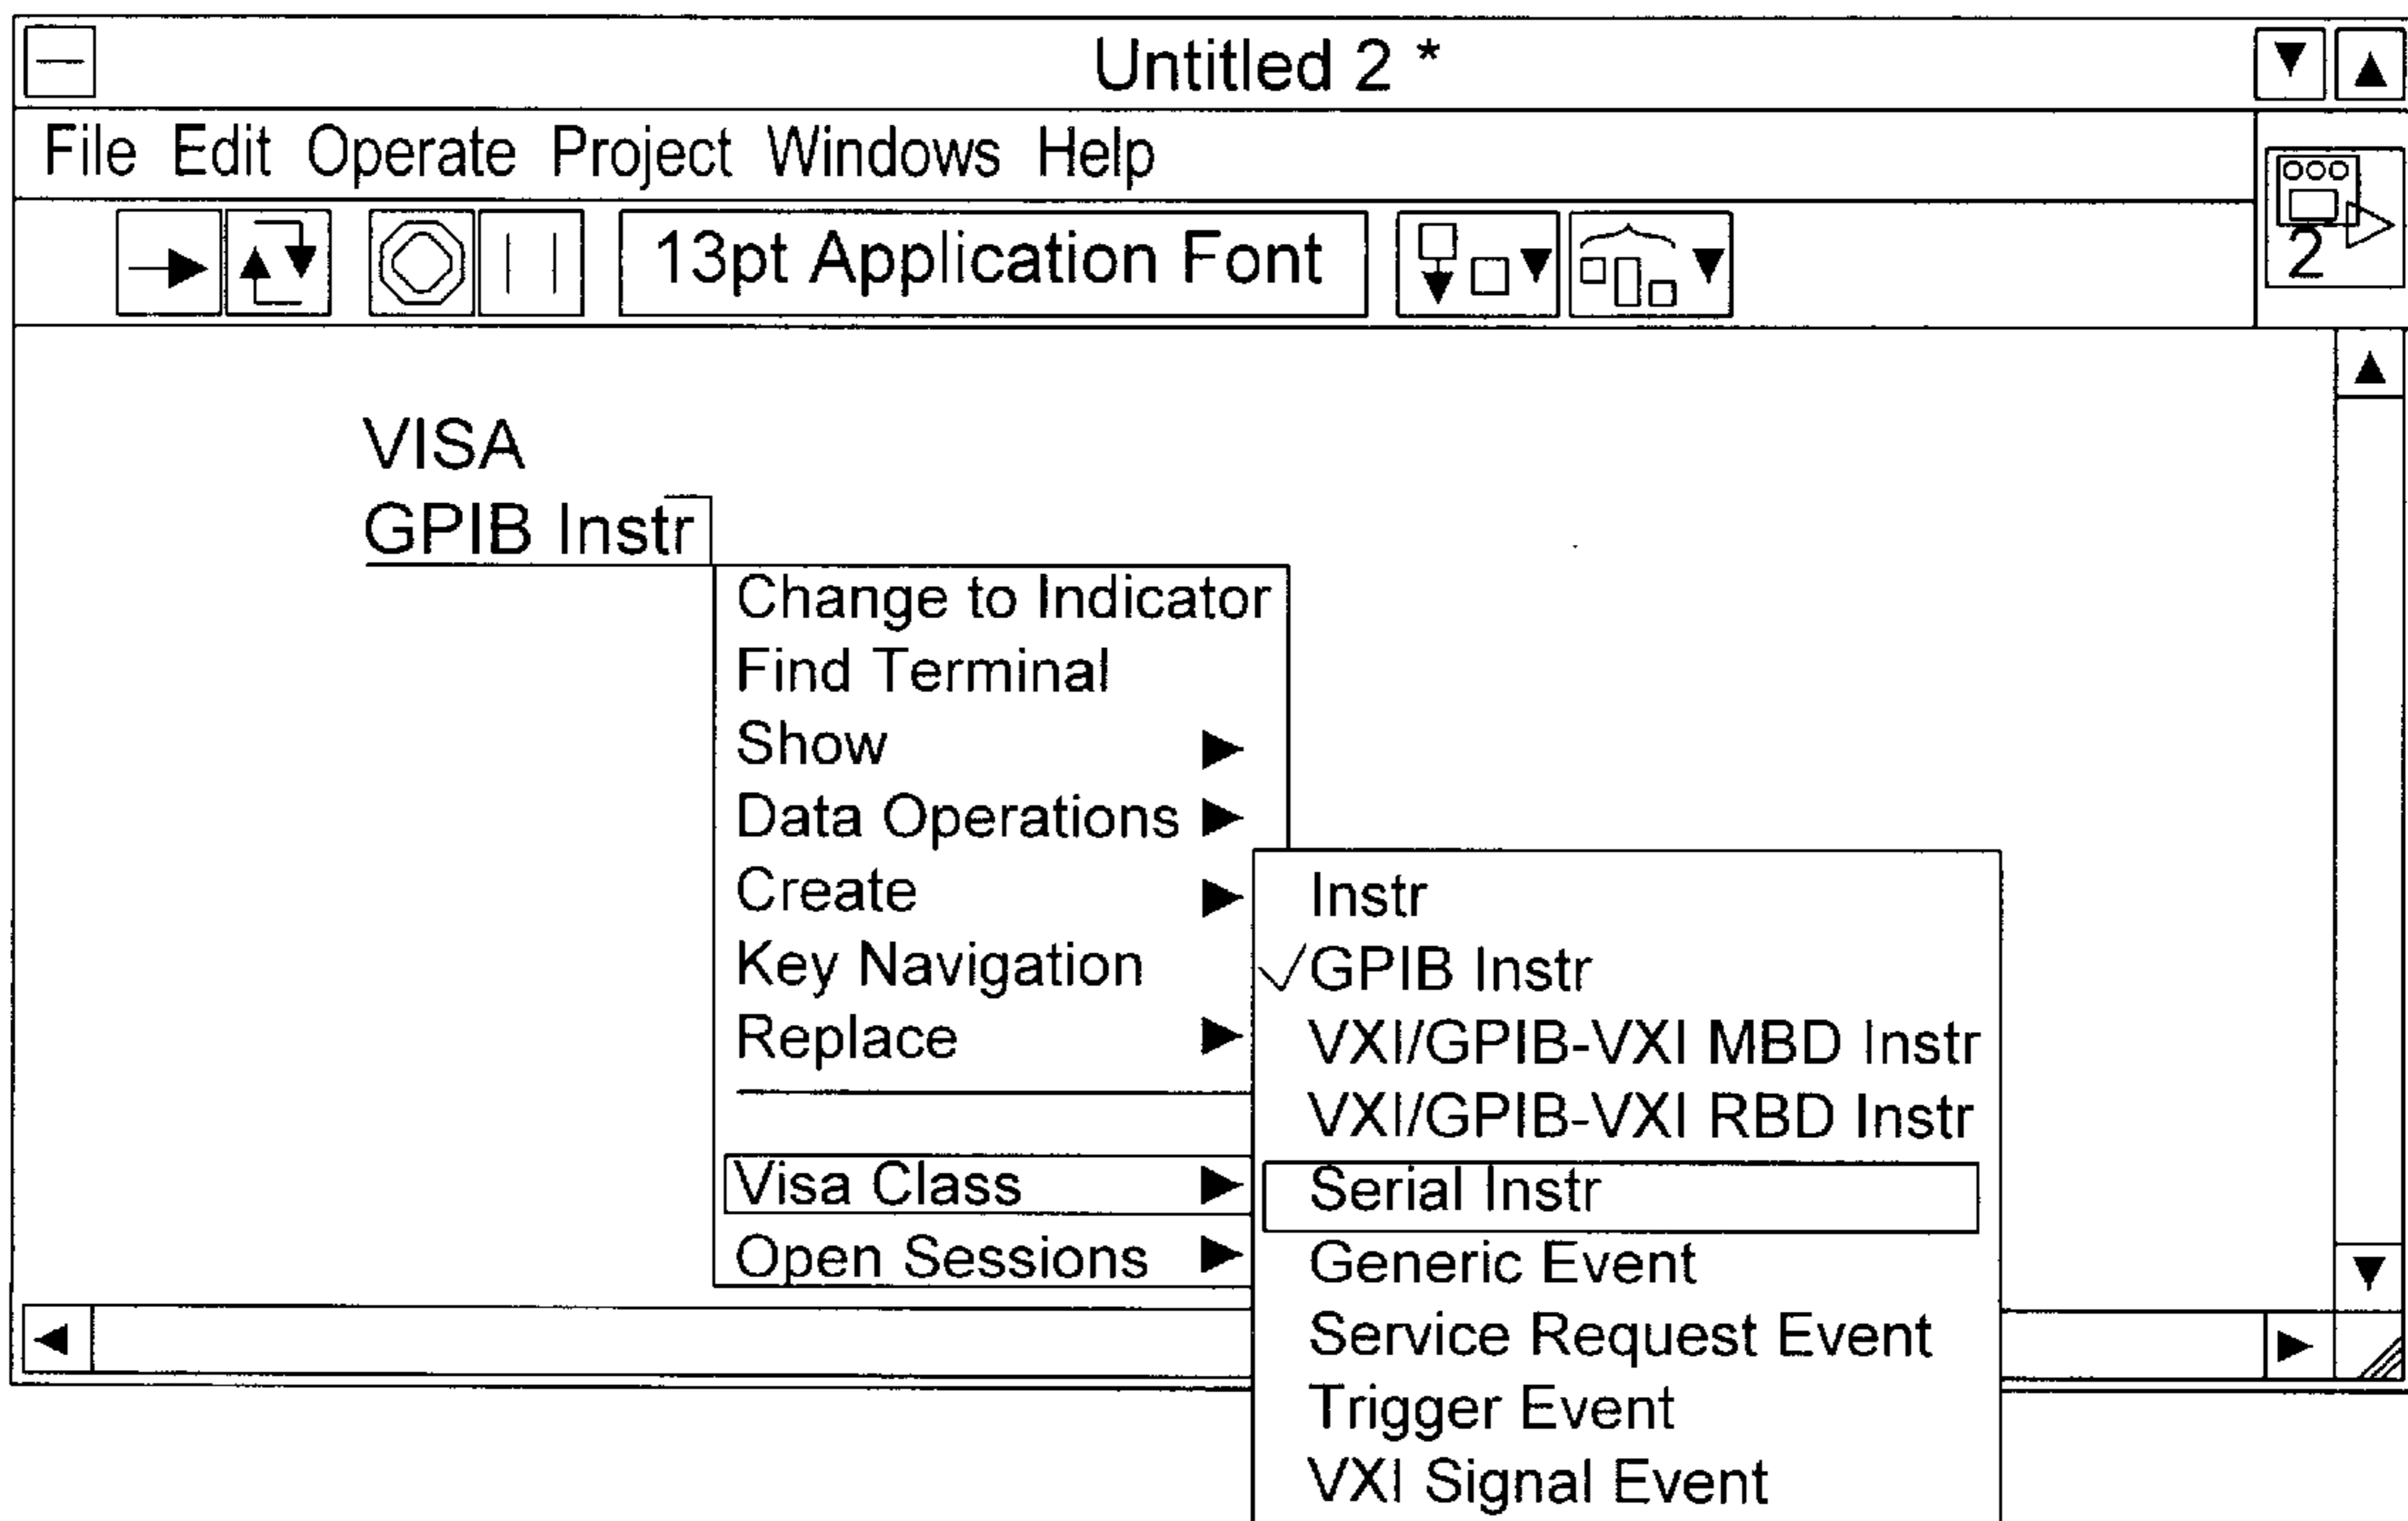 Untitled 2 *
File Edit Operate Project Windows Help
13pt Application Font
2
VISA
GPIB Instr
Change to Indicator
Find Terminal
Show
Data Operations
Create
Key Navigation
Replace
Visa Class
Open Sessions
Instr
GPIB Instr
VXI/GPIB-VXI MBD Instr
VXI/GPIB-VXI RBD Instr
Serial Instr
Generic Event
Service Request Event
Trigger Event
VXI Signal Event